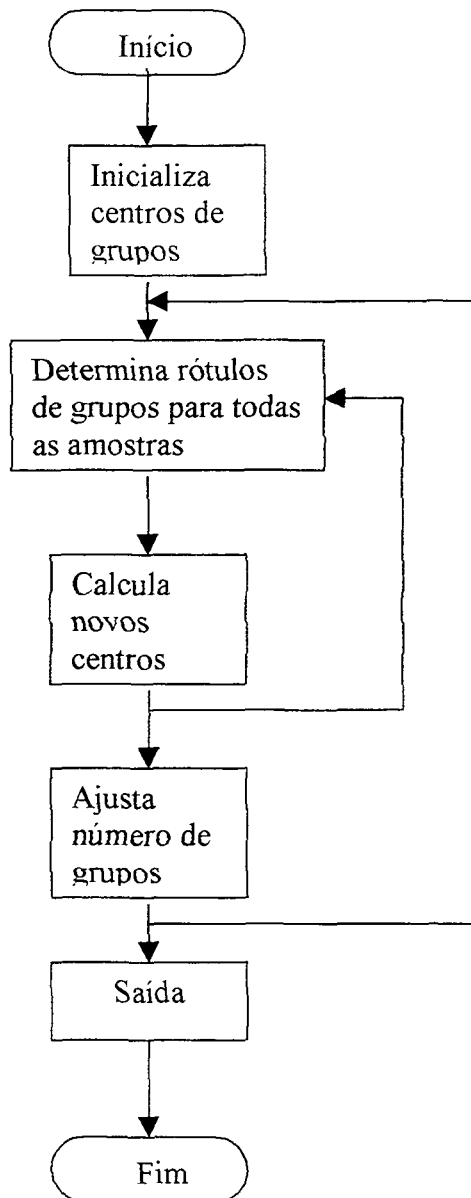 Início
Inicializa
centros de
grupos
Determina rótulos
de grupos para todas
as amostras
Calcula
novos
centros
Ajusta
número de
grupos
Saída
Fim